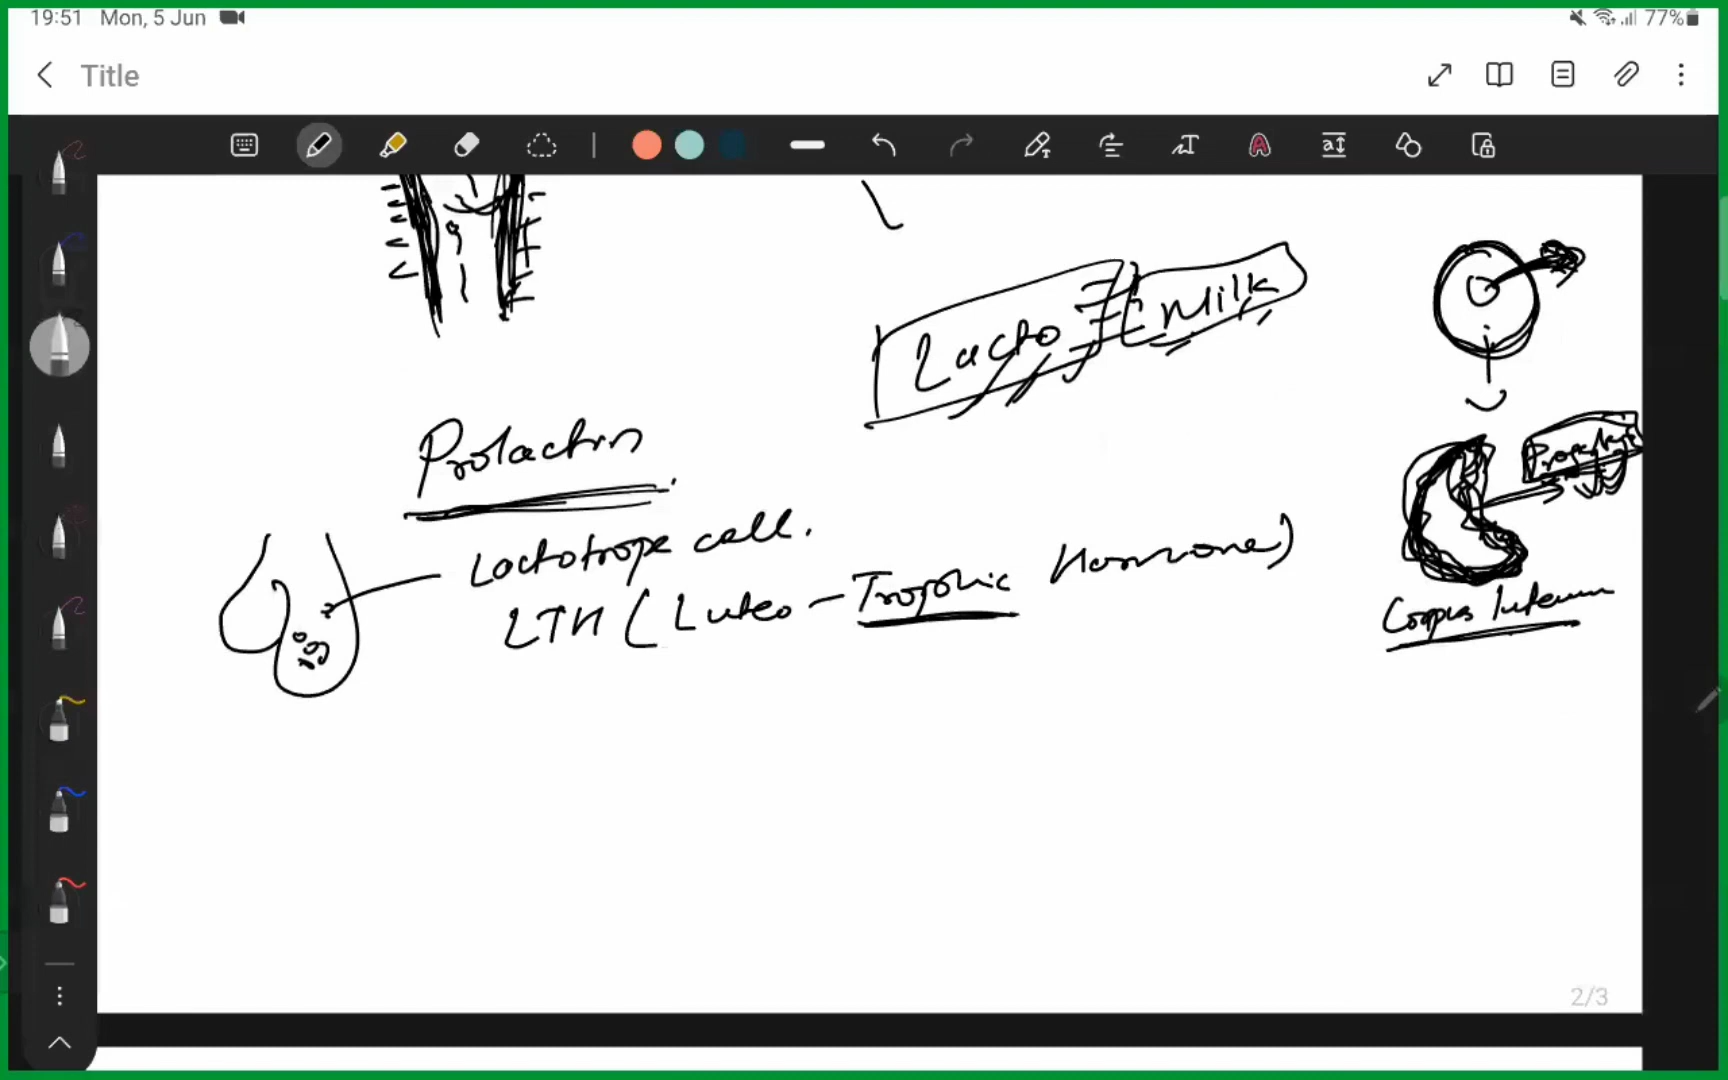 19:51 Mon, 5 Jun
77%
Title
Lacto
Milk
Prolactin
Lactotrope cell.
LTH (Luteo-Trophic Hormone)
Corpus luteum
2/3